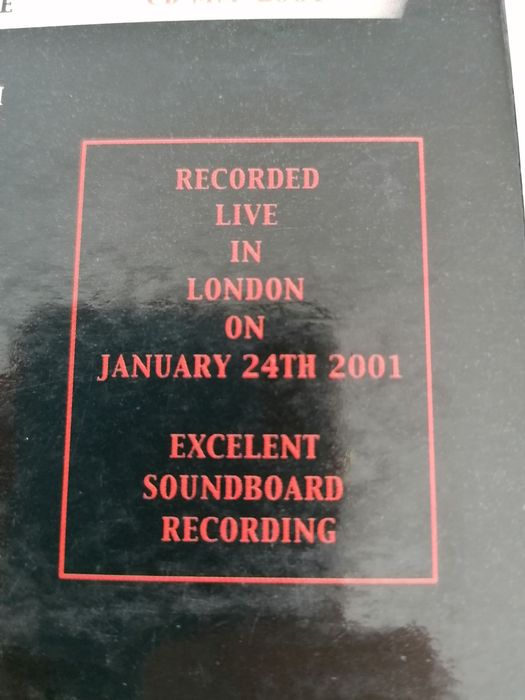 RECORDED
LIVE
IN
LONDON
ON
JANUARY 24TH 2001
EXCELENT
SOUNDBOARD
RECORDING